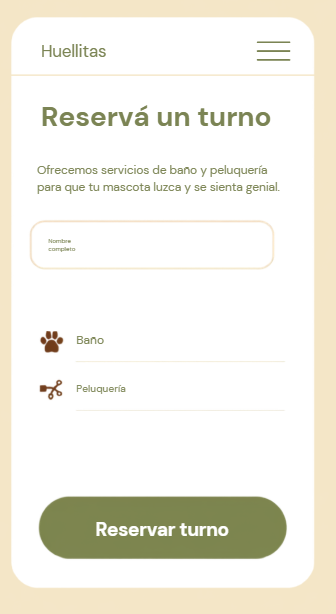 Huellitas
Reservá un turno
Ofrecemos servicios de baño y peluquería
para que tu mascota luzca y se sienta genial.
Nombre
completo
Baño
Peluquería
Reservar turno